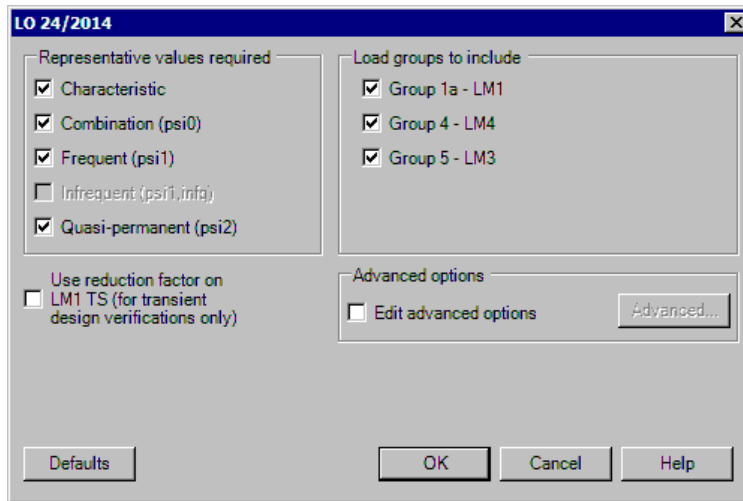 LO 24/2014
Representative values required
Characteristic
Combination (psi0)
Frequent (psi1)
Infrequent (psi1,infq)
Quasi-permanent (psi2)
Load groups to include
Group 1a - LM1
Group 4 - LM4
Group 5 - LM3
Use reduction factor on
LM1 TS (for transient
design verifications only)
Advanced options
Edit advanced options
Advanced...
Defaults
OK
Cancel
Help